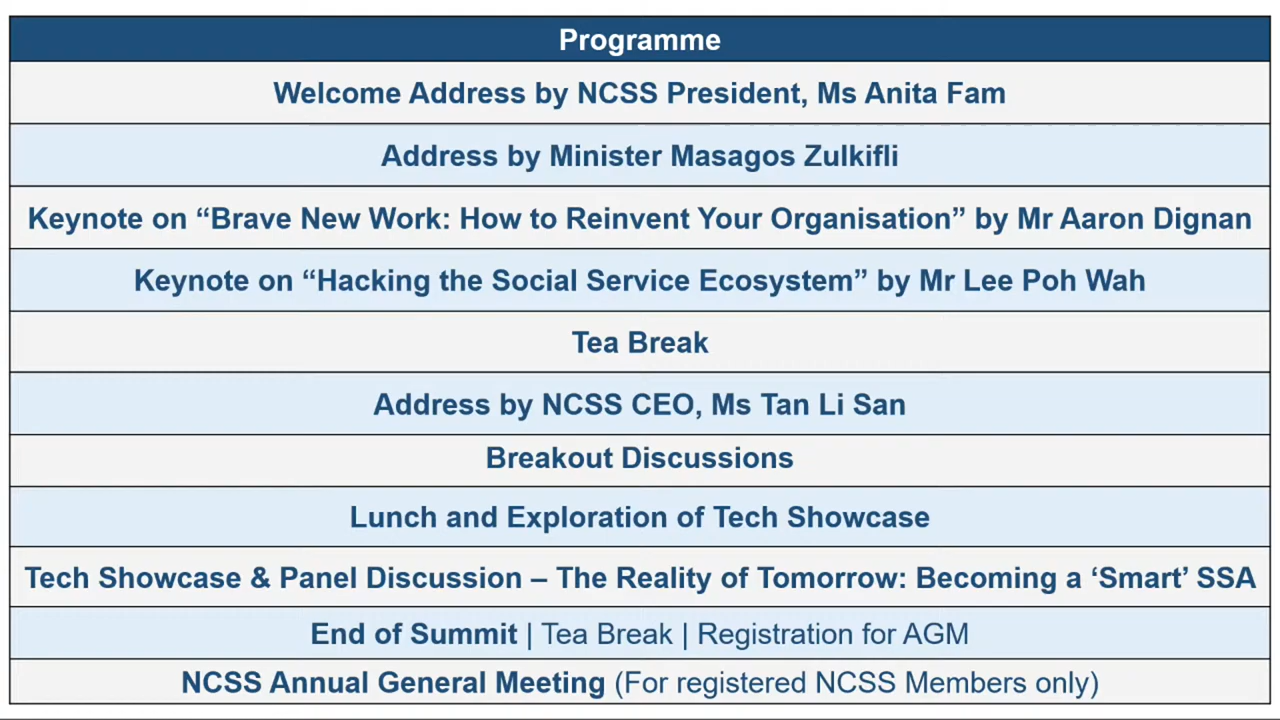 Programme
Welcome Address by NCSS President, Ms Anita Fam
Address by Minister Masagos Zulkifli
Keynote on “Brave New Work: How to Reinvent Your Organisation” by Mr Aaron Dignan
Keynote on “Hacking the Social Service Ecosystem” by Mr Lee Poh Wah
Tea Break
Address by NCSS CEO, Ms Tan Li San
Breakout Discussions
Lunch and Exploration of Tech Showcase
Tech Showcase & Panel Discussion – The Reality of Tomorrow: Becoming a ‘Smart’ SSA
End of Summit | Tea Break | Registration for AGM
NCSS Annual General Meeting (For registered NCSS Members only)